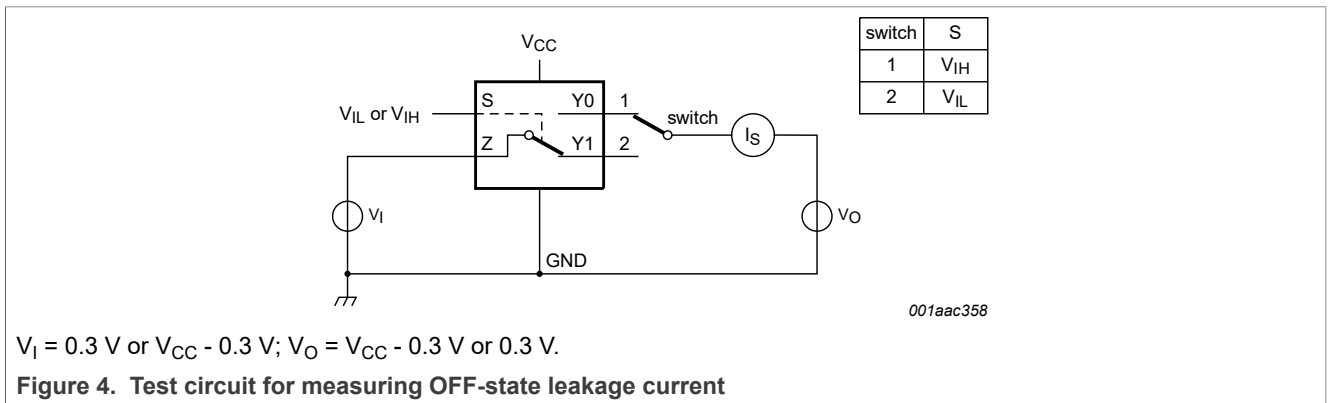 switch S
1 VIH
2 VIL
VCC
VIL or VIH
S
Y0
1
switch
IS
Z
Y1
2
VI
VO
GND
001aac358
VI = 0.3 V or VCC - 0.3 V; VO = VCC - 0.3 V or 0.3 V.
Figure 4. Test circuit for measuring OFF-state leakage current